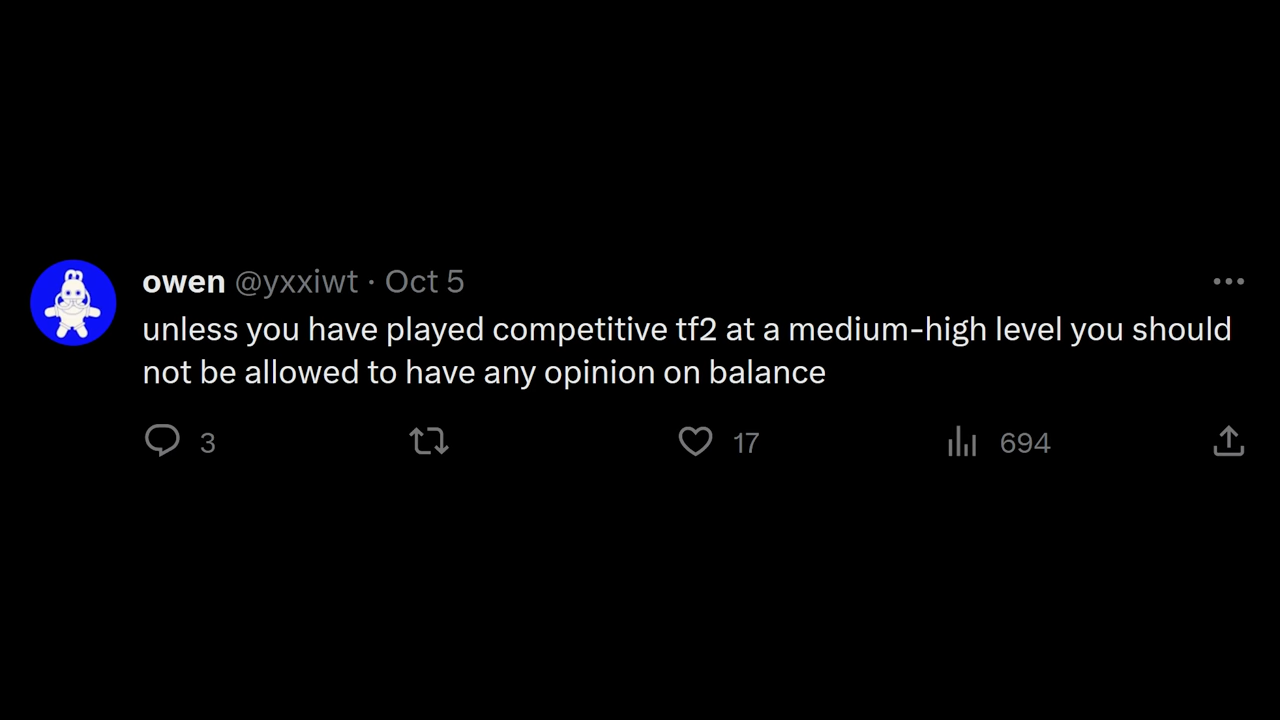 owen @yxxiwt · Oct 5
unless you have played competitive tf2 at a medium-high level you should
not be allowed to have any opinion on balance
3 17 694